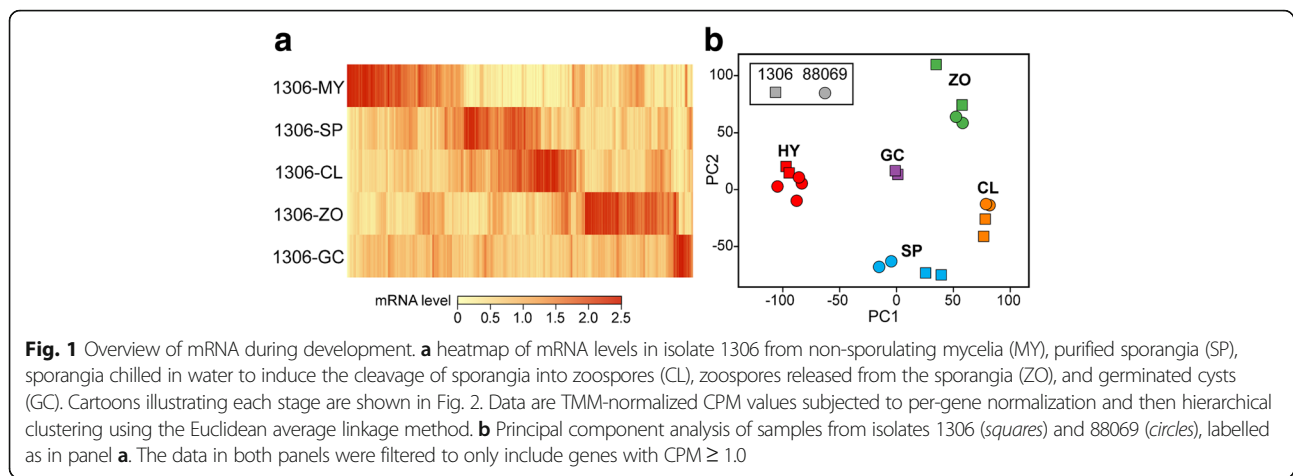 a
1306-MY
1306-SP
1306-CL
1306-ZO
1306-GC
mRNA level
0 0.5 1.0 1.5 2.0 2.5
b
1306 88069
ZO
HY
GC
CL
SP
100
50
0
-50
PC2
-100 -50 0 50 100
PC1
Fig. 1 Overview of mRNA during development. a heatmap of mRNA levels in isolate 1306 from non-sporulating mycelia (MY), purified sporangia (SP),
sporangia chilled in water to induce the cleavage of sporangia into zoospores (CL), zoospores released from the sporangia (ZO), and germinated cysts
(GC). Cartoons illustrating each stage are shown in Fig. 2. Data are TMM-normalized CPM values subjected to per-gene normalization and then hierarchical
clustering using the Euclidean average linkage method. b Principal component analysis of samples from isolates 1306 (squares) and 88069 (circles), labelled
as in panel a. The data in both panels were filtered to only include genes with CPM ≥ 1.0